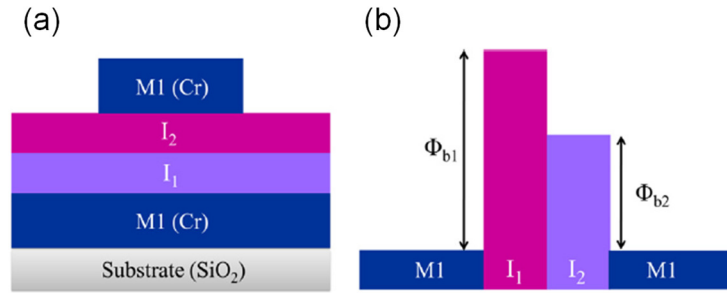 (a)
M1 (Cr)
I₂
I₁
M1 (Cr)
Substrate (SiO₂)
(b)
Φb1
Φb2
M1
I₁
I₂
M1